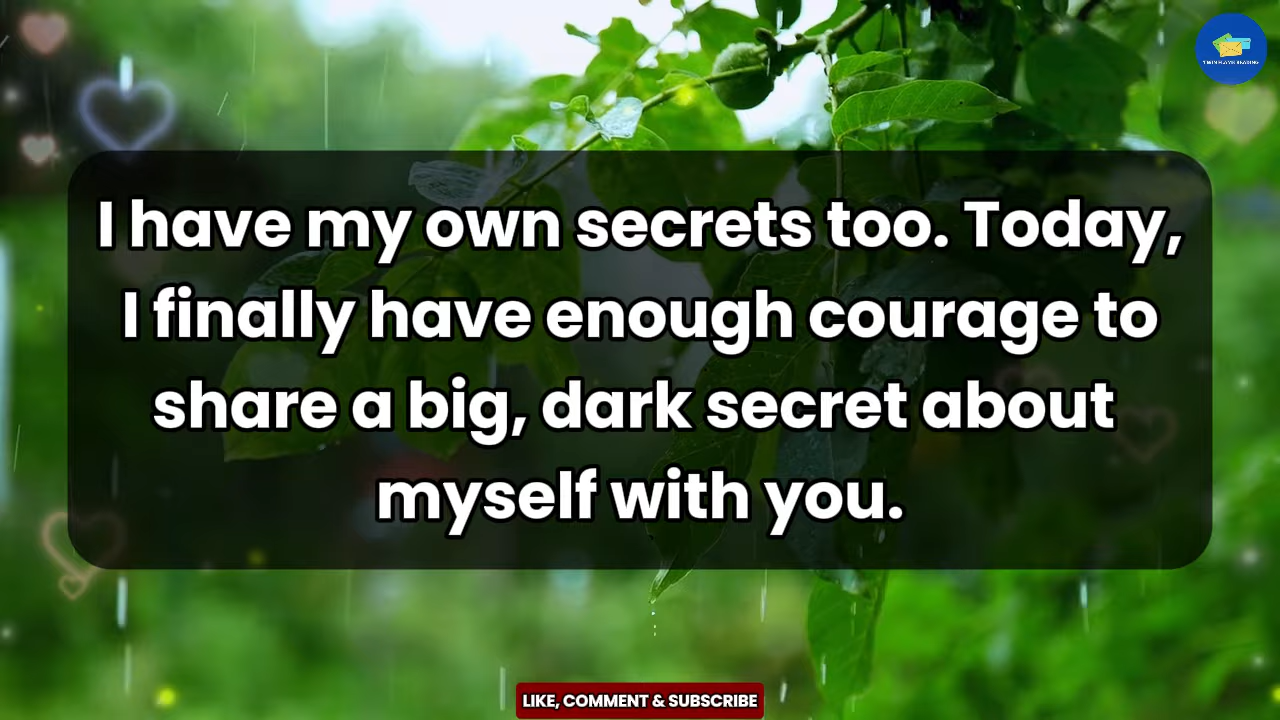 I have my own secrets too. Today,
I finally have enough courage to
share a big, dark secret about
myself with you.
LIKE, COMMENT & SUBSCRIBE